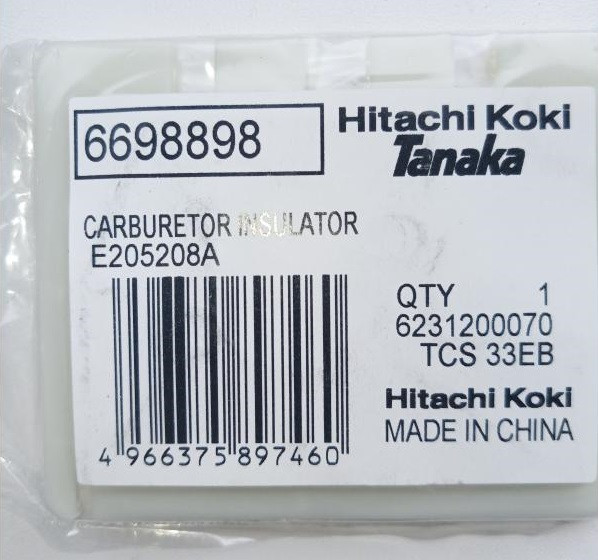 6698898
Hitachi Koki
Tanaka
CARBURETOR INSULATOR
E205208A
QTY 1
6231200070
TCS 33EB
Hitachi Koki
MADE IN CHINA
4 966375 897460